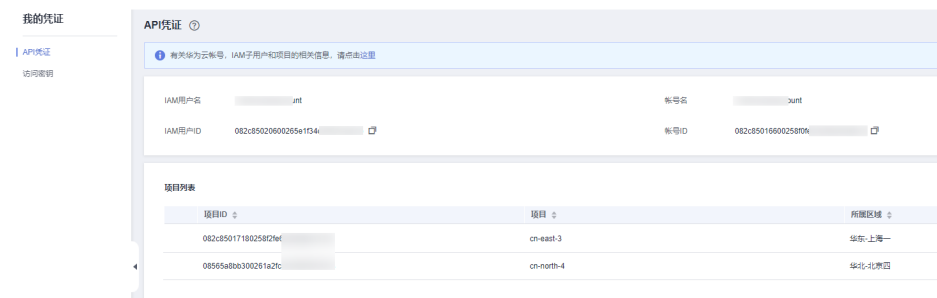 我的凭证
API凭证
访问密钥
API凭证
有关华为云帐号，IAM子用户和项目的相关信息，请点击这里
IAM用户名
帐号名
IAM用户ID 082c85020600265e1f34
帐号ID 082c85016600258f0fe
项目列表
项目ID 项目 所属区域
082c85017180258f2fe cn-east-3 华东-上海一
08565a8bb300261a2fc cn-north-4 华北-北京四